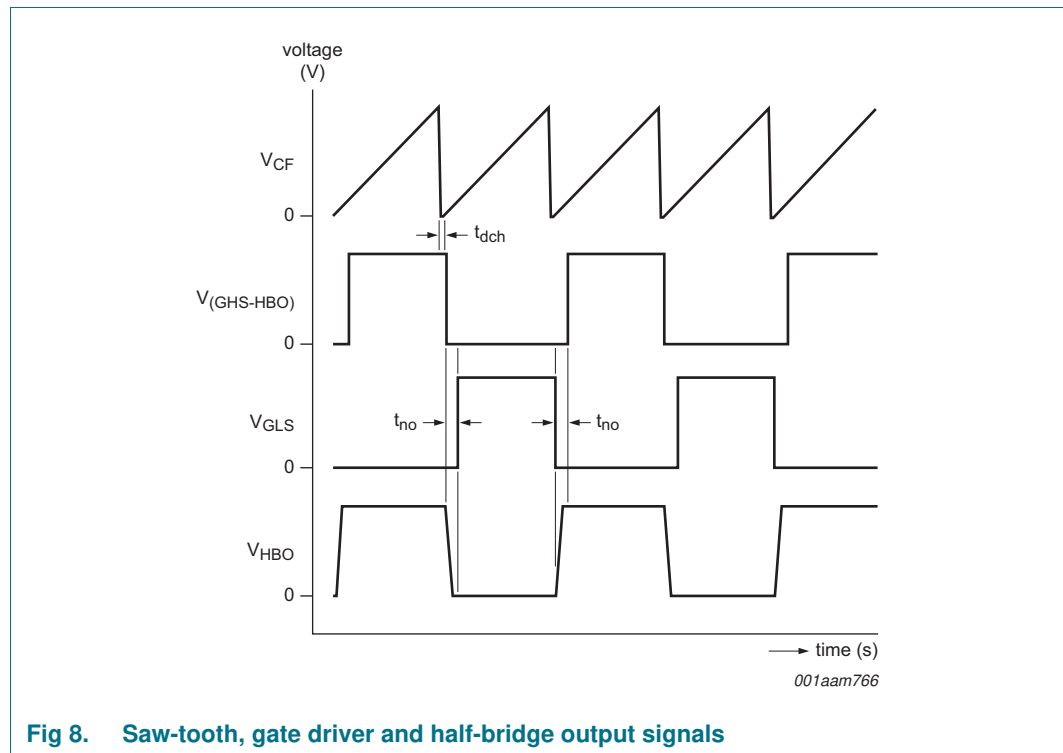 voltage
(V)
VCF
0
tdch
V(GHS-HBO)
0
tno
tno
VGLS
0
VHBO
0
time (s)
001aam766
Fig 8. Saw-tooth, gate driver and half-bridge output signals